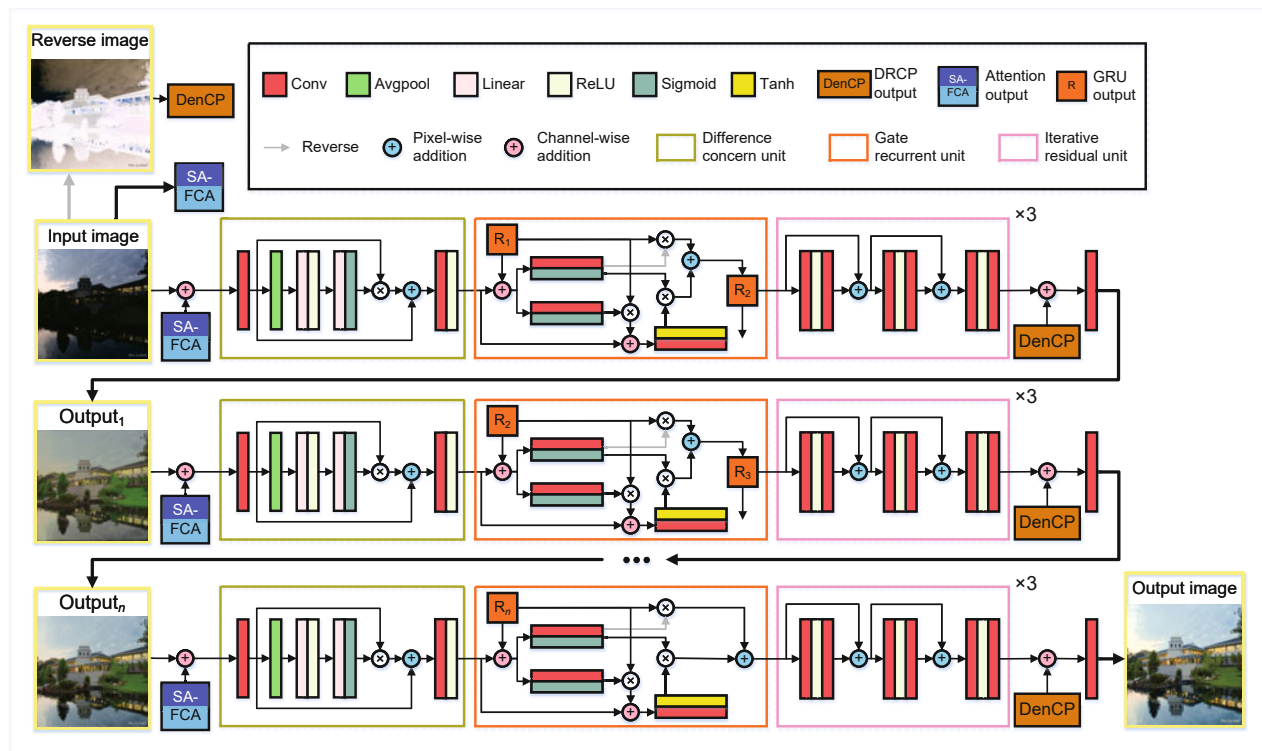 Reverse image
DenCP
SA-
FCA
Conv
Avgpool
Linear
ReLU
Sigmoid
Tanh
DenCP
DRCP
output
SA-
FCA
Attention
output
R
GRU
output
Reverse
+
Pixel-wise
addition
+
Channel-wise
addition
Difference
concern unit
Gate
recurrent unit
Iterative
residual unit
Input image
+
SA-
FCA
×
+
R1
+
×
+
×
×
+
R2
+
+
×3
+
DenCP
Output1
+
SA-
FCA
×
+
R2
+
×
+
×
×
+
R3
+
+
×3
+
DenCP
•••
Outputn
+
SA-
FCA
×
+
Rn
+
×
×
+
×
+
+
+
×3
+
DenCP
Output image